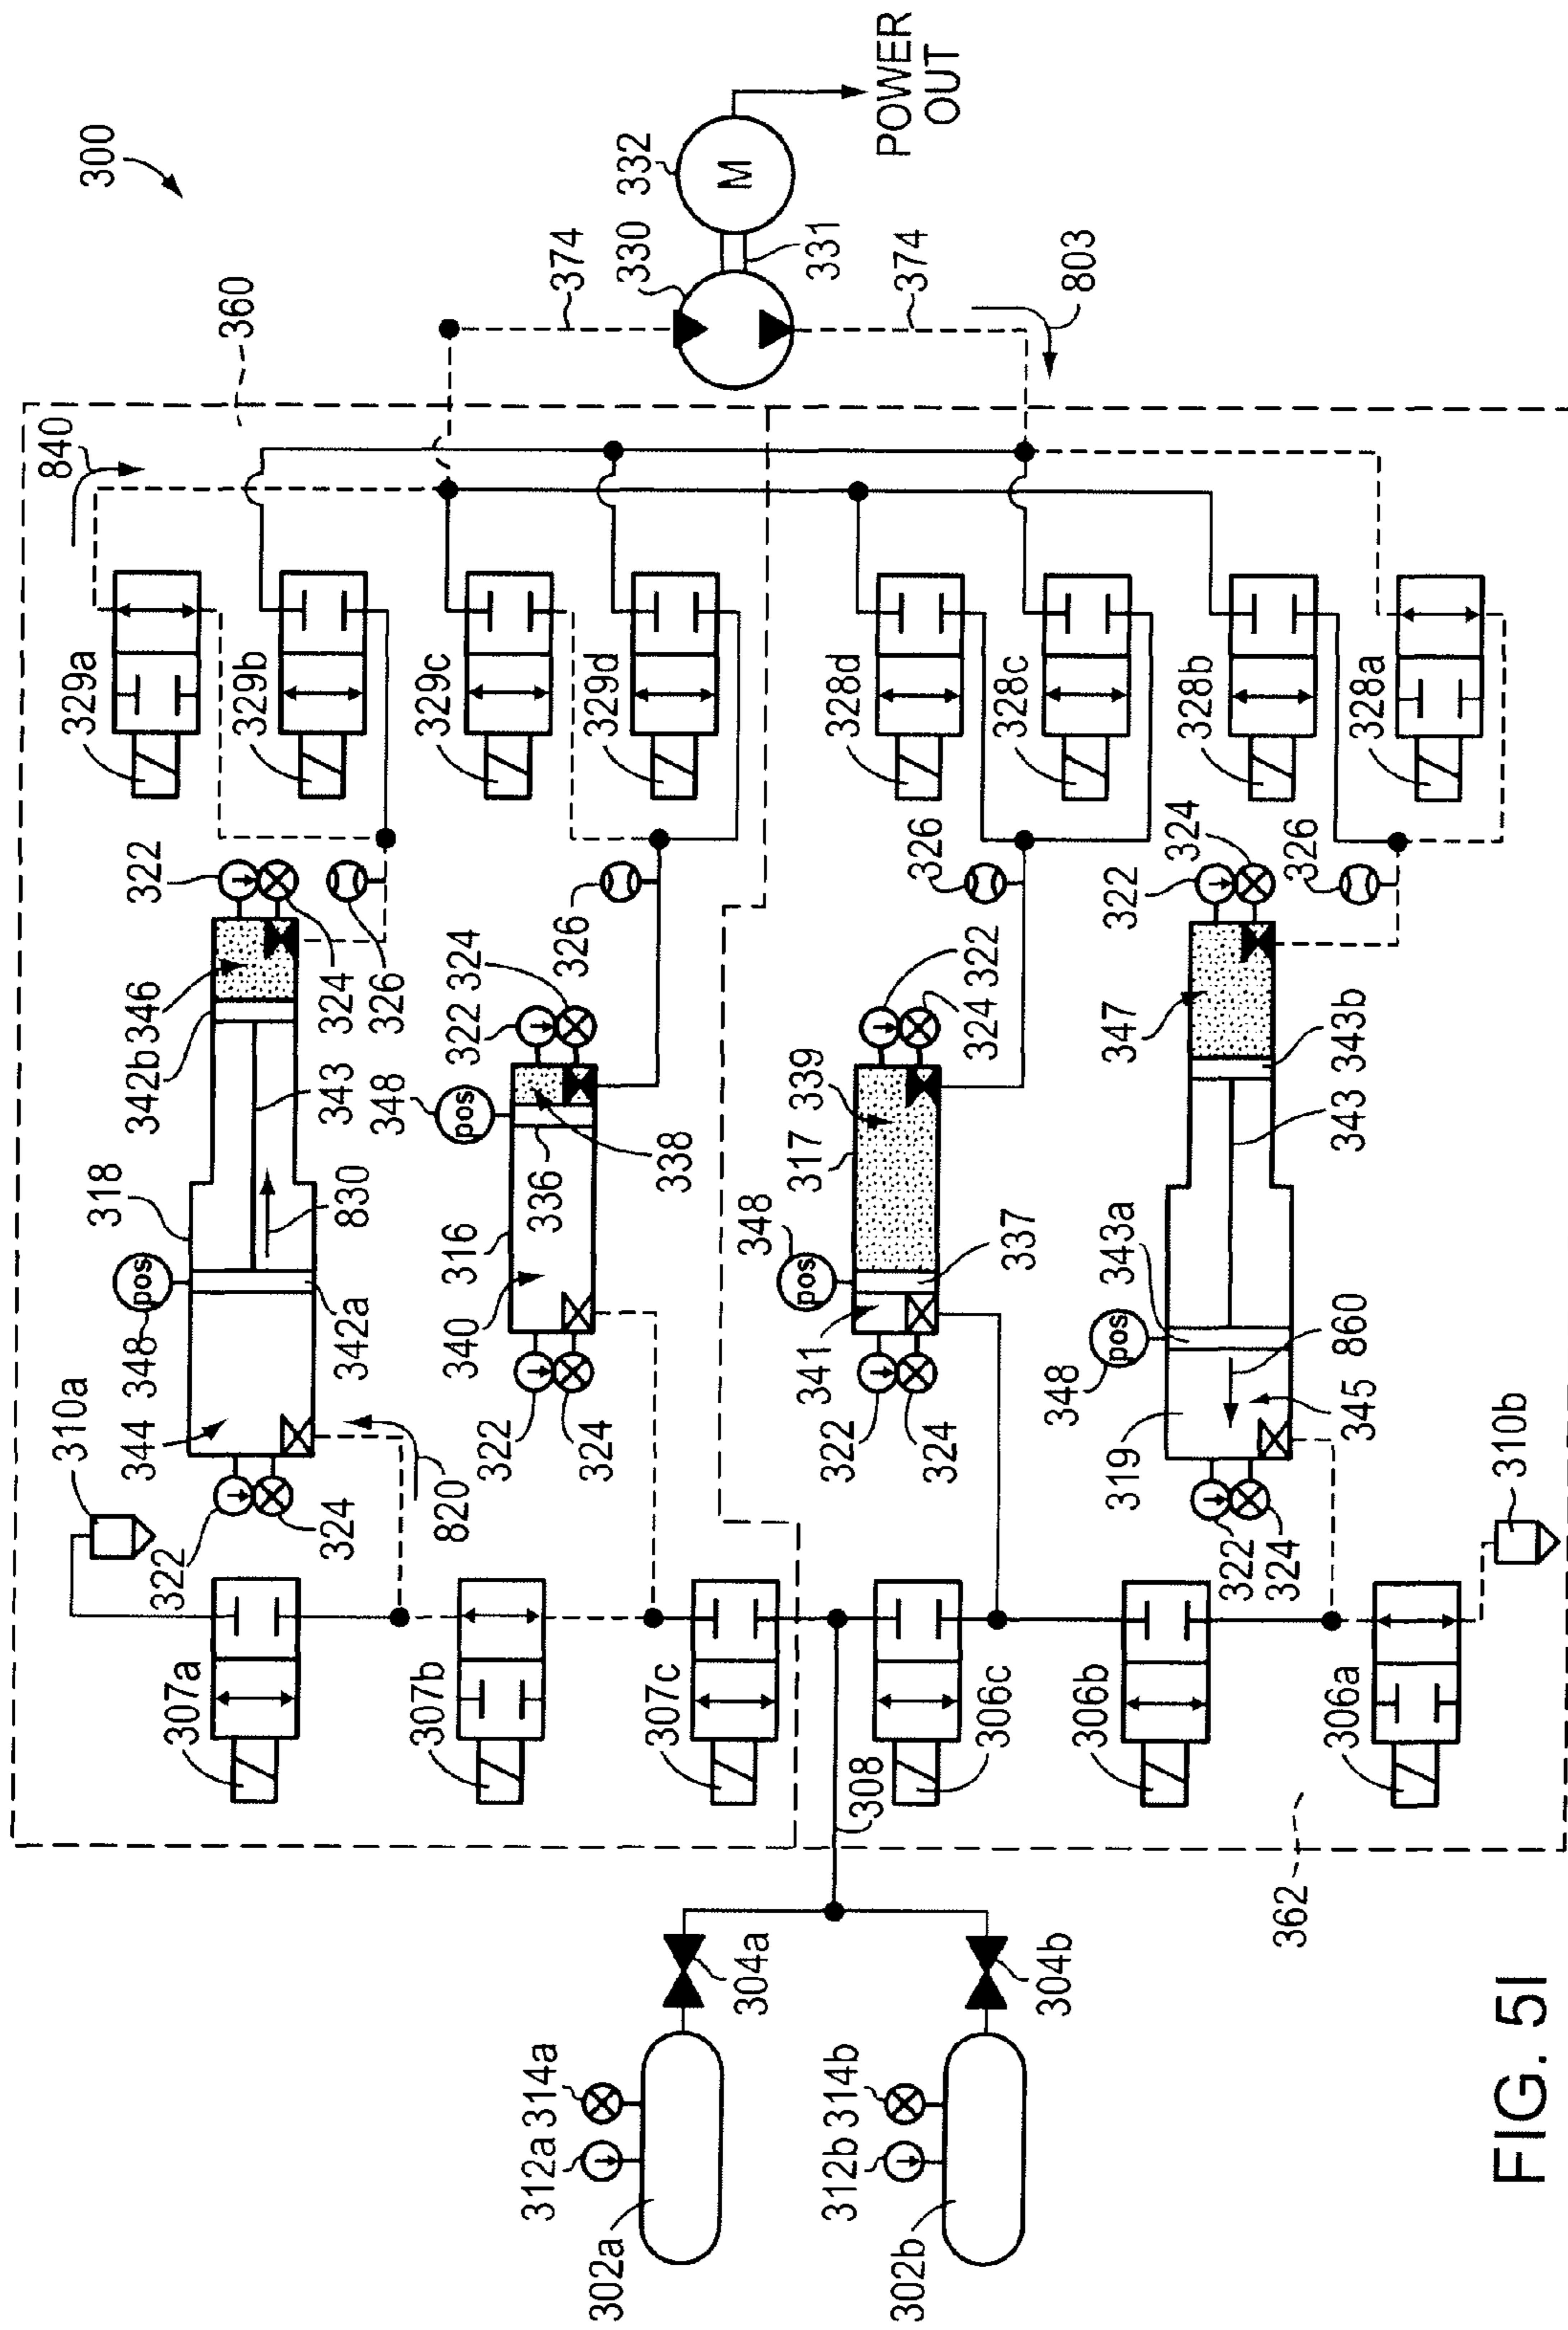 310a
840
300
322
344
348
318
322
329a
324
820
342a
830
343
342b
346
324
326
329b
360
307a
307b
340
316
348
322
324
326
329c
322
324
336
338
329d
374
330
332
M
331
POWER
OUT
374
803
312a
314a
302a
304a
307c
308
348
317
339
322
326
328d
341
337
324
322
324
328c
312b
314b
302b
304b
306c
306b
348
343a
347
322
324
326
328b
319
345
860
343
343b
328a
322
324
310b
306a
362
pos
pos
pos
pos
FIG. 5I